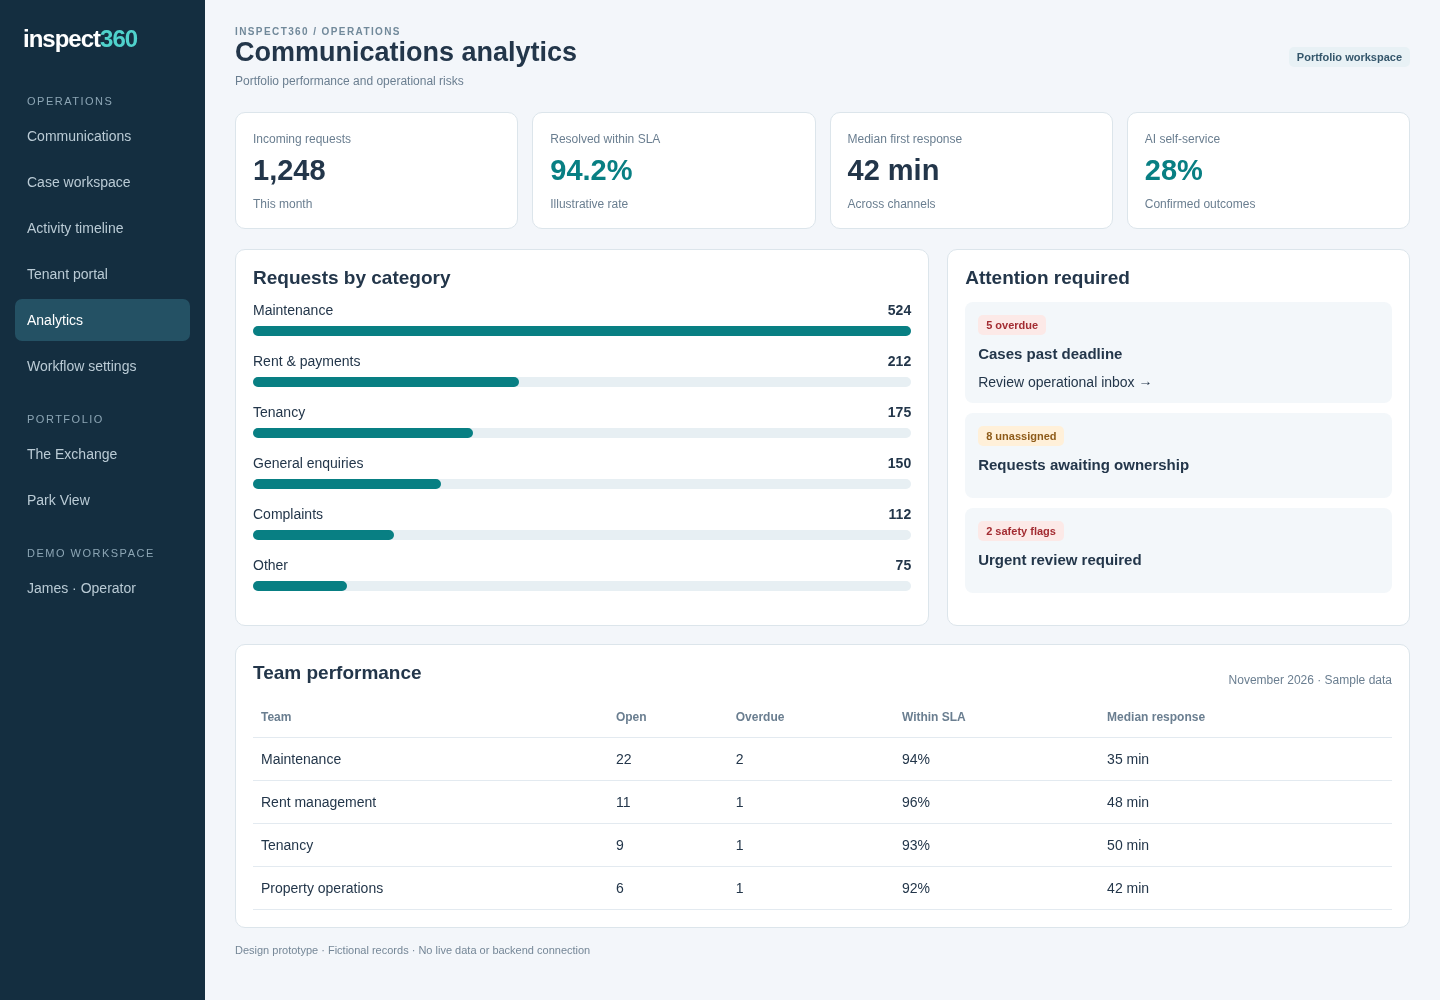 inspect360
OPERATIONS
Communications
Case workspace
Activity timeline
Tenant portal
Analytics
Workflow settings
PORTFOLIO
The Exchange
Park View
DEMO WORKSPACE
James · Operator
INSPECT360 / OPERATIONS
Communications analytics
Portfolio performance and operational risks
Portfolio workspace
Incoming requests
1,248
This month
Resolved within SLA
94.2%
Illustrative rate
Median first response
42 min
Across channels
AI self-service
28%
Confirmed outcomes
Requests by category
Maintenance 524
Rent & payments 212
Tenancy 175
General enquiries 150
Complaints 112
Other 75
Attention required
5 overdue
Cases past deadline
Review operational inbox →
8 unassigned
Requests awaiting ownership
2 safety flags
Urgent review required
Team performance
November 2026 · Sample data
Team Open Overdue Within SLA Median response
Maintenance 22 2 94% 35 min
Rent management 11 1 96% 48 min
Tenancy 9 1 93% 50 min
Property operations 6 1 92% 42 min
Design prototype · Fictional records · No live data or backend connection